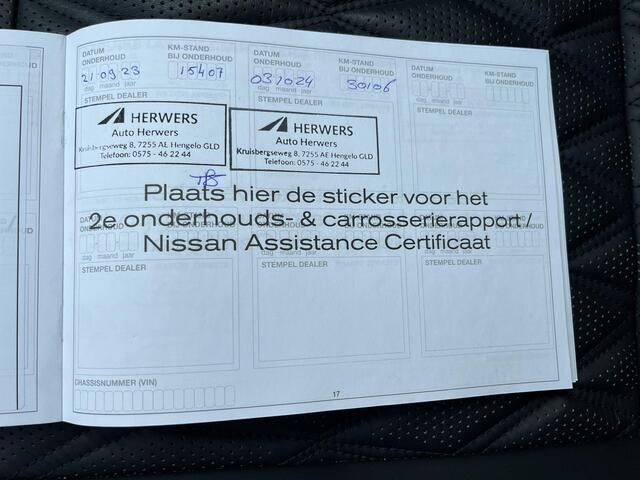 DATUM ONDERHOUD
KM-STAND BIJ ONDERHOUD
DATUM ONDERHOUD
KM-STAND BIJ ONDERHOUD
DATUM ONDERHOUD
KM-STAND BIJ ONDERHOUD
21 09 23
15407
031024
30106
dag maand jaar
dag maand jaar
dag maand jaar
STEMPEL DEALER
STEMPEL DEALER
STEMPEL DEALER
HERWERS
Auto Herwers
Kruisbergseweg 8, 7255 AE Hengelo GLD
Telefoon: 0575 - 46 22 44
HERWERS
Auto Herwers
Kruisbergseweg 8, 7255 AE Hengelo GLD
Telefoon: 0575 - 46 22 44
Plaats hier de sticker voor het
2e onderhouds- & carrosserierapport /
Nissan Assistance Certificaat
dag maand jaar
dag maand jaar
dag maand jaar
STEMPEL DEALER
STEMPEL DEALER
STEMPEL DEALER
CHASSISNUMMER (VIN)
17